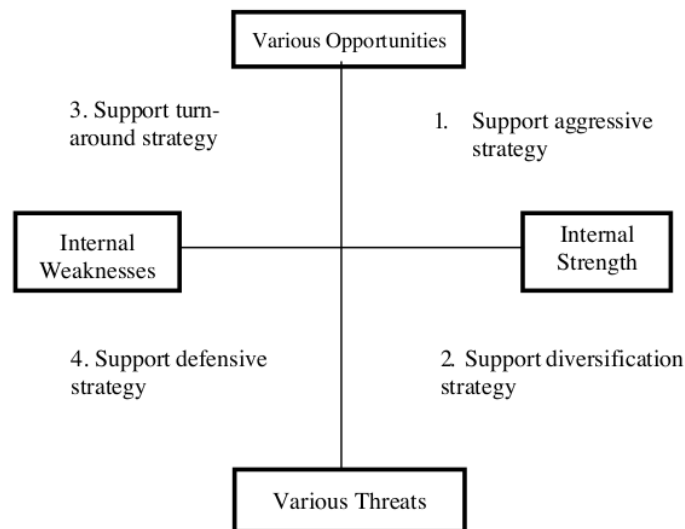 Various Opportunities
3. Support turn-
around strategy
1. Support aggressive
strategy
Internal
Weaknesses
Internal
Strength
4. Support defensive
strategy
2. Support diversification
strategy
Various Threats